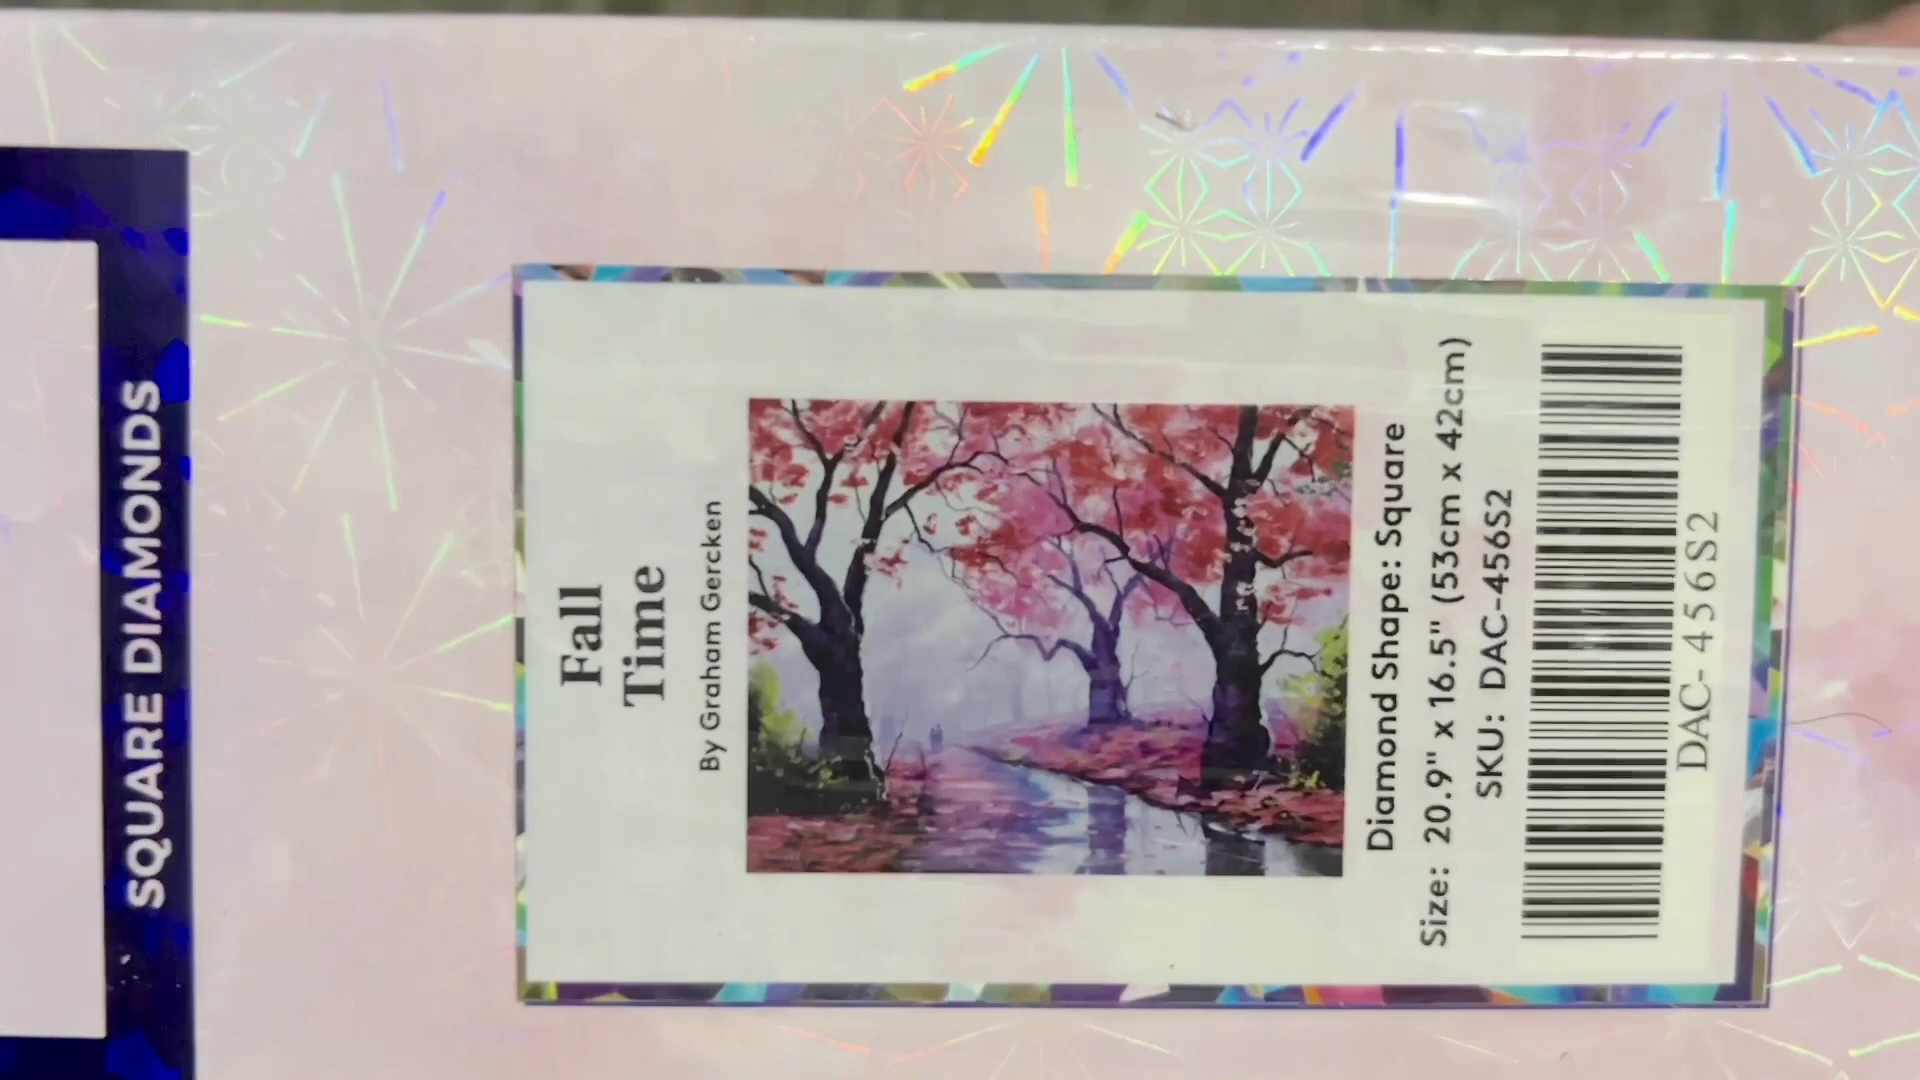 SQUARE DIAMONDS
Fall
Time
By Graham Gercken
Diamond Shape: Square
Size: 20.9" x 16.5" (53cm x 42cm)
SKU: DAC-456S2
DAC-456S2